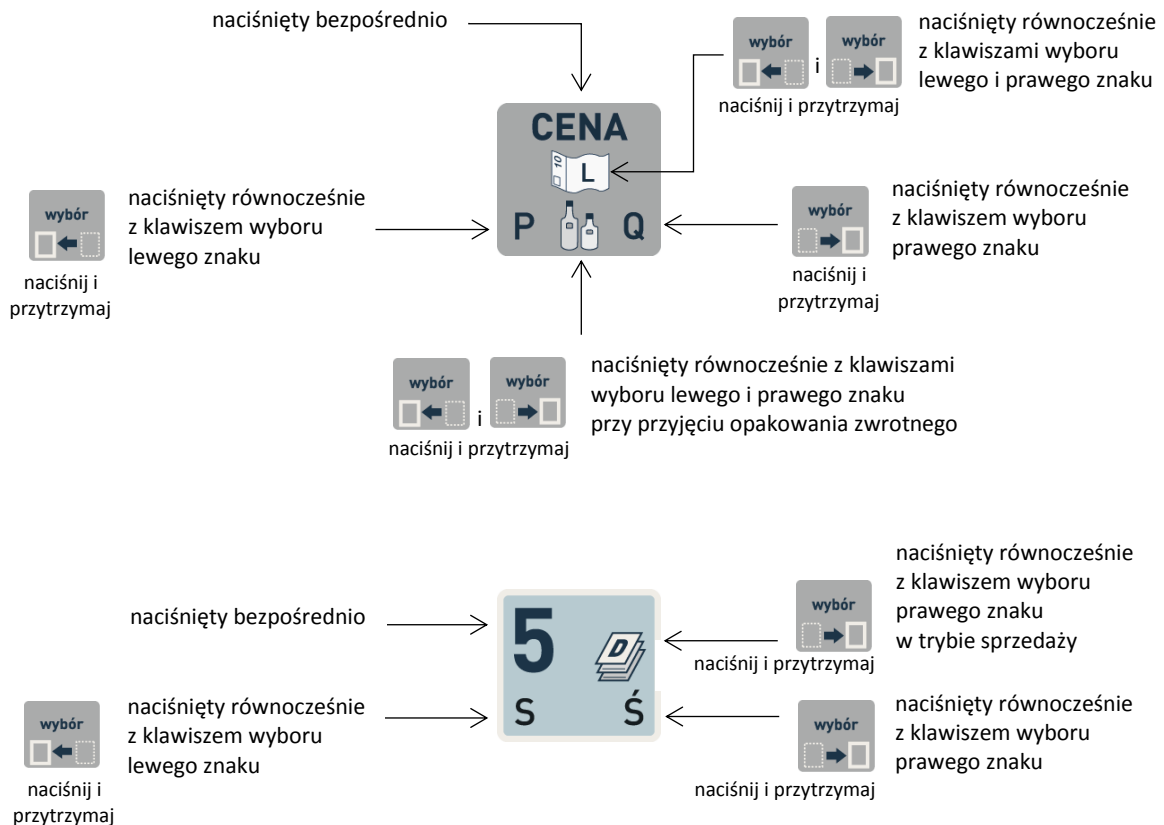 naciśnięty bezpośrednio
wybór
i
wybór
naciśnij i przytrzymaj
naciśnięty równocześnie
z klawiszami wyboru
lewego i prawego znaku
CENA
10
L
P
Q
wybór
naciśnij i
przytrzymaj
naciśnięty równocześnie
z klawiszem wyboru
lewego znaku
wybór
naciśnij i
przytrzymaj
naciśnięty równocześnie
z klawiszem wyboru
prawego znaku
wybór
i
wybór
naciśnij i przytrzymaj
naciśnięty równocześnie z klawiszami
wyboru lewego i prawego znaku
przy przyjęciu opakowania zwrotnego
naciśnięty bezpośrednio
5
D
S
Ś
wybór
naciśnij i przytrzymaj
naciśnięty równocześnie
z klawiszem wyboru
prawego znaku
w trybie sprzedaży
wybór
naciśnij i
przytrzymaj
naciśnięty równocześnie
z klawiszem wyboru
lewego znaku
wybór
naciśnij i przytrzymaj
naciśnięty równocześnie
z klawiszem wyboru
prawego znaku